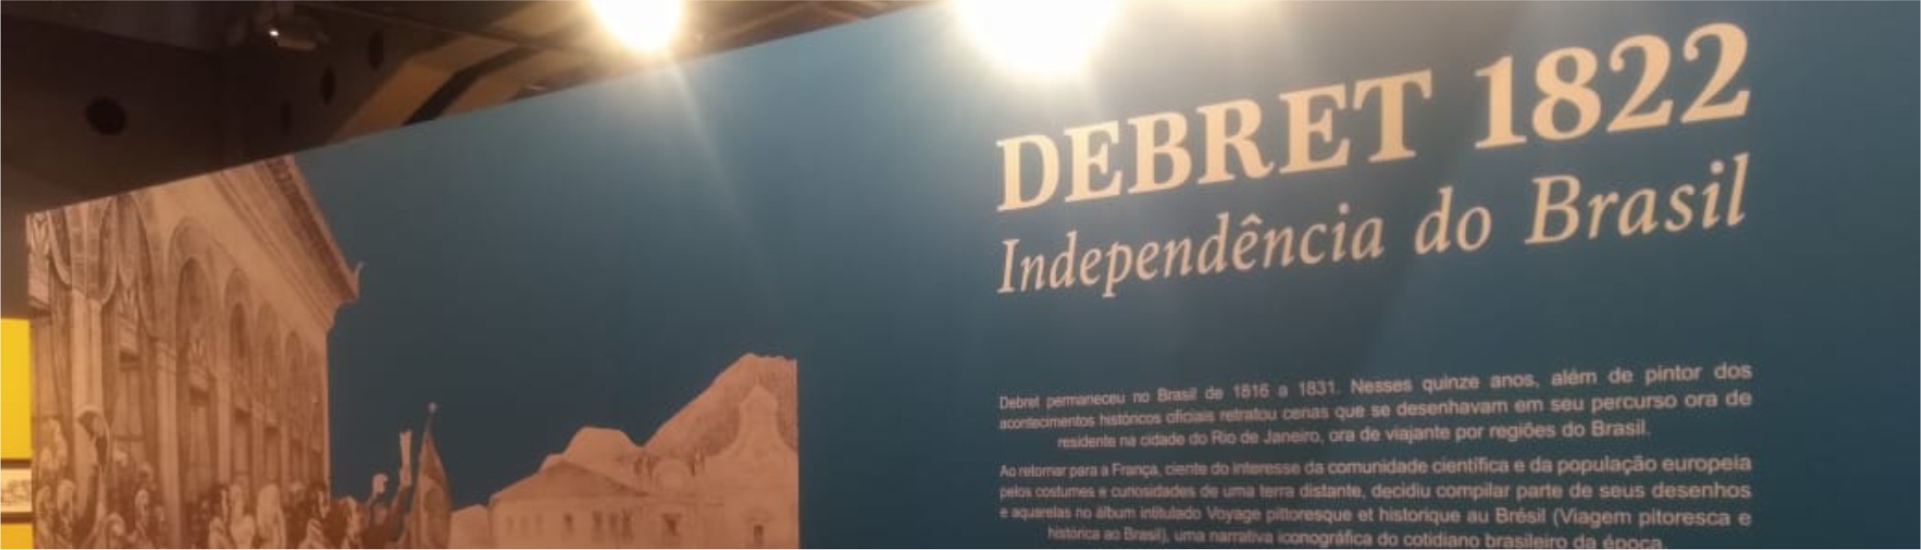 DEBRET 1822
Independência do Brasil
Debret permaneceu no Brasil de 1816 a 1831. Nesses quinze anos, além de pintor dos
acontecimentos históricos oficiais retratou cenas que se desenhavam em seu percurso ora de
residente na cidade do Rio de Janeiro, ora de viajante por regiões do Brasil.
Ao retornar para a França, ciente do interesse da comunidade científica e da população europeia
pelos costumes e curiosidades de uma terra distante, decidiu compilar parte de seus desenhos
e aquarelas no álbum intitulado Voyage pittoresque et historique au Brésil (Viagem pitoresca e
histórica ao Brasil), uma narrativa iconográfica do cotidiano brasileiro da época.